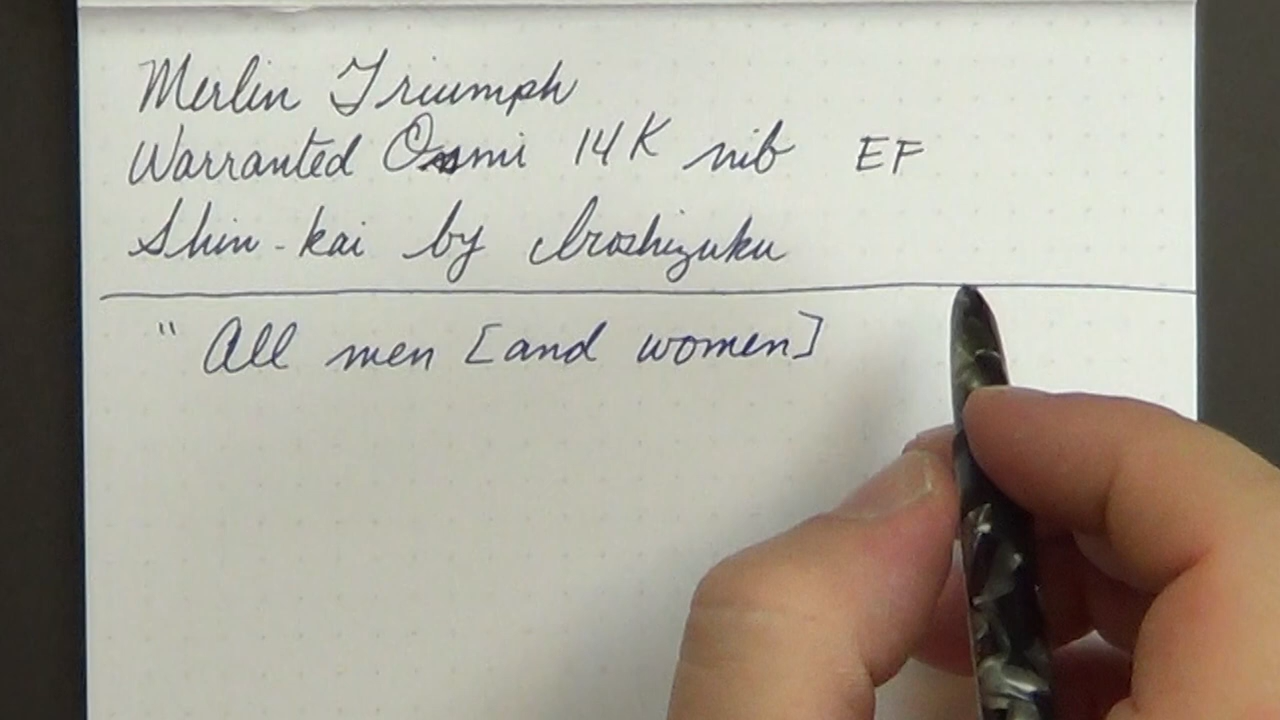 Merlin Triumph
Warranted Osmi 14K nib EF
Shin-kai by Iroshizuku
" All men [and women]